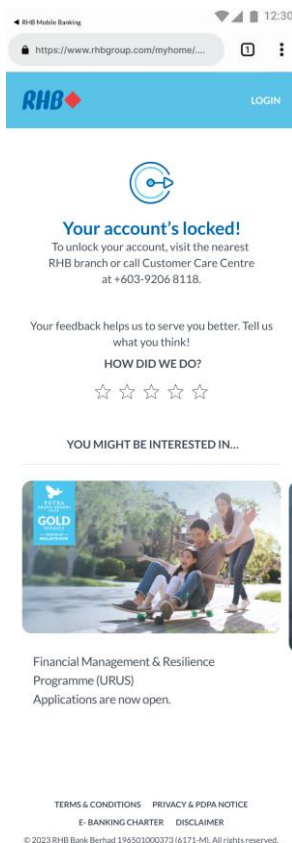 ◀ RHB Mobile Banking
12:30
https://www.rhbgroup.com/myhome/....
1
RHB
LOGIN
Your account's locked!
To unlock your account, visit the nearest
RHB branch or call Customer Care Centre
at +603-9206 8118.
Your feedback helps us to serve you better. Tell us
what you think!
HOW DID WE DO?
YOU MIGHT BE INTERESTED IN...
PUTRA
GOLD
Financial Management & Resilience
Programme (URUS)
Applications are now open.
TERMS & CONDITIONS PRIVACY & PDPA NOTICE
E- BANKING CHARTER DISCLAIMER
© 2023 RHB Bank Berhad 196501000373 (6171-M). All rights reserved.